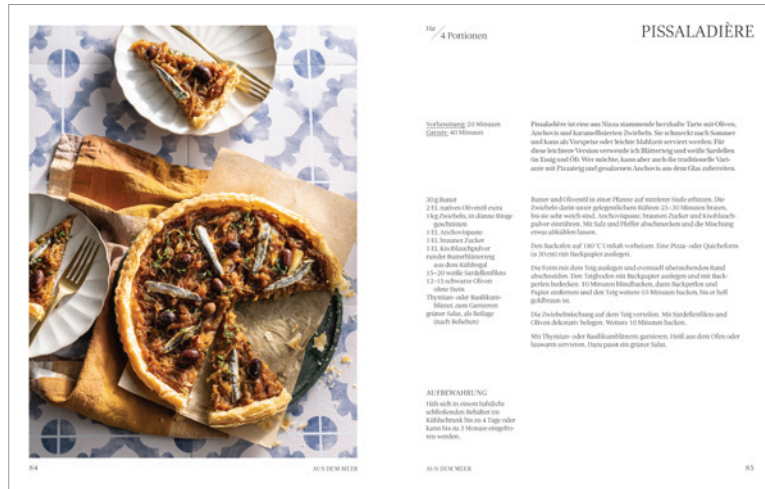 84
AUS DEM MEER
Für
4 Portionen
PISSALADIÈRE
Vorbereitung: 20 Minuten
Garzeit: 40 Minuten
Pissaladière ist eine aus Nizza stammende herzhafte Tarte mit Oliven,
Anchovis und karamellisierten Zwiebeln. Sie schmeckt nach Sommer
und kann als Vorspeise oder leichte Mahlzeit serviert werden. Für
diese leichtere Version verwende ich Blätterteig und weiße Sardellen
(in Essig und Öl). Wer möchte, kann aber auch die traditionelle Vari-
ante mit Pizzateig und gesalzenen Anchovis aus dem Glas zubereiten.
30 g Butter
2 EL natives Olivenöl extra
1 kg Zwiebeln, in dünne Ringe
geschnitten
1 EL Anchovispaste
1 EL brauner Zucker
1 EL Knoblauchpulver
runder Butterblätterteig
aus dem Kühlregal
15–20 weiße Sardellenfilets
12–15 schwarze Oliven
ohne Stein
Thymian- oder Basilikum-
blätter, zum Garnieren
grüner Salat, als Beilage
(nach Belieben)
Butter und Olivenöl in einer Pfanne auf mittlerer Stufe erhitzen. Die
Zwiebeln darin unter gelegentlichem Rühren 25–30 Minuten braten,
bis sie sehr weich sind. Anchovispaste, braunen Zucker und Knoblauch-
pulver einrühren. Mit Salz und Pfeffer abschmecken und die Mischung
etwas abkühlen lassen.
Den Backofen auf 180 °C Umluft vorheizen. Eine Pizza- oder Quicheform
(ø 30 cm) mit Backpapier auslegen.
Die Form mit dem Teig auslegen und eventuell überstehenden Rand
abschneiden. Den Teigboden mit Backpapier auslegen und mit Back-
perlen bedecken. 10 Minuten blindbacken, dann Backperlen und
Papier entfernen und den Teig weitere 10 Minuten backen, bis er hell
goldbraun ist.
Die Zwiebelmischung auf dem Teig verteilen. Mit Sardellenfilets und
Oliven dekorativ belegen. Weitere 10 Minuten backen.
Mit Thymian- oder Basilikumblättern garnieren. Heiß aus dem Ofen oder
lauwarm servieren. Dazu passt ein grüner Salat.
AUFBEWAHRUNG
Hält sich in einem luftdicht
schließenden Behälter im
Kühlschrank bis zu 4 Tage oder
kann bis zu 3 Monate eingefro-
ren werden.
AUS DEM MEER
85